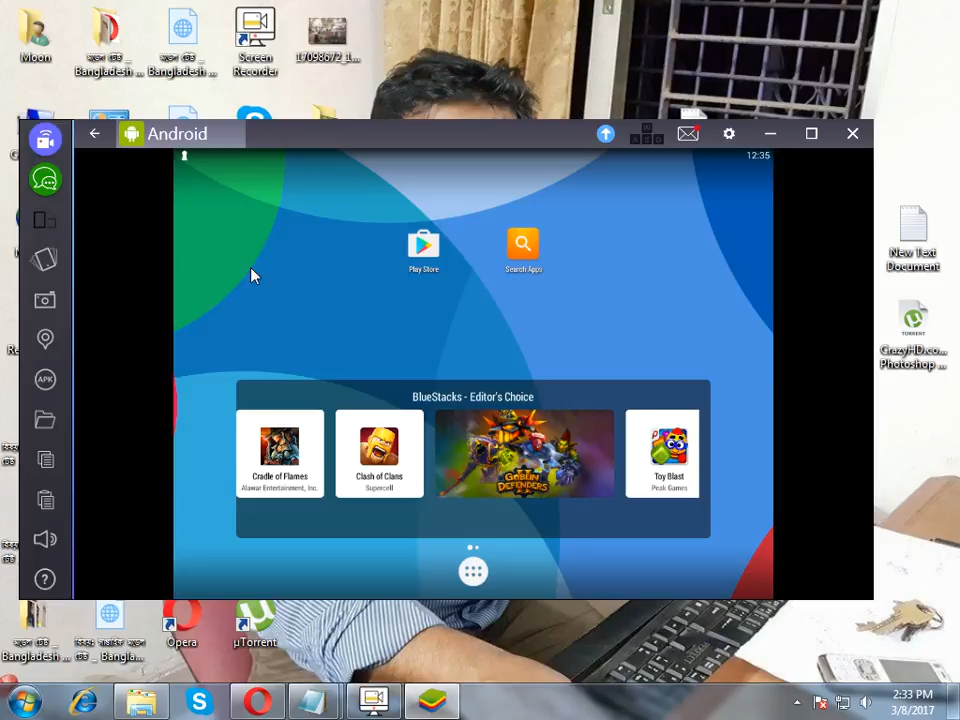 Moon
Bangladesh ...
Bangladesh ...
Screen
Recorder
17098672_1...
Android
12:35
Play Store
Search Apps
New Text
Document
TORRENT
CrazyHD.co...
Photoshop ...
APK
BlueStacks - Editor's Choice
Cradle of Flames
Alawar Entertainment, Inc.
Clash of Clans
Supercell
GOBLIN
DEFENDERS
Toy Blast
Peak Games
Bangladesh ...
_ Bangla...
Opera
µTorrent
2:33 PM
3/8/2017